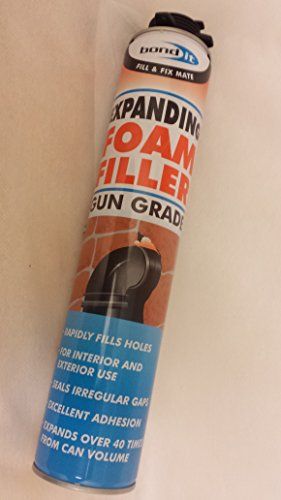 bond it
FILL & FIX MATE
EXPANDING
FOAM
FILLER
GUN GRADE
- RAPIDLY FILLS HOLES
- FOR INTERIOR AND
EXTERIOR USE
- SEALS IRREGULAR GAPS
- EXCELLENT ADHESION
- EXPANDS OVER 40 TIMES
FROM CAN VOLUME